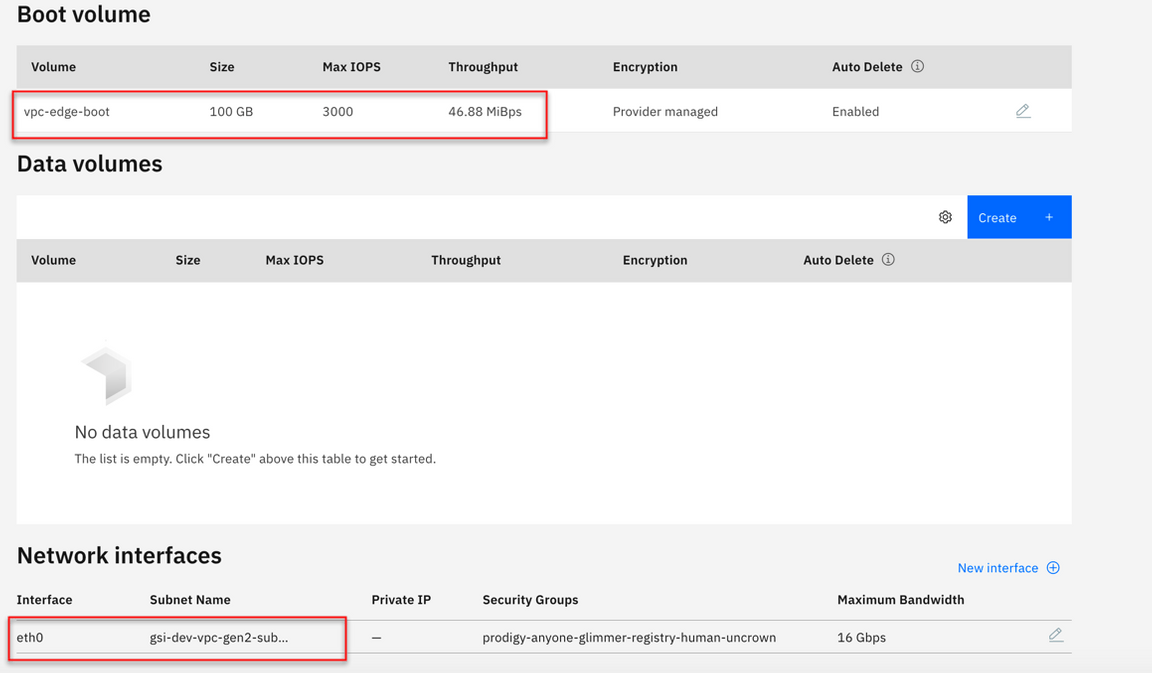 Boot volume
Volume Size Max IOPS Throughput Encryption Auto Delete
vpc-edge-boot 100 GB 3000 46.88 MiBps Provider managed Enabled
Data volumes
Create +
Volume Size Max IOPS Throughput Encryption Auto Delete
No data volumes
The list is empty. Click "Create" above this table to get started.
Network interfaces
New interface
Interface Subnet Name Private IP Security Groups Maximum Bandwidth
eth0 gsi-dev-vpc-gen2-sub... — prodigy-anyone-glimmer-registry-human-uncrown 16 Gbps